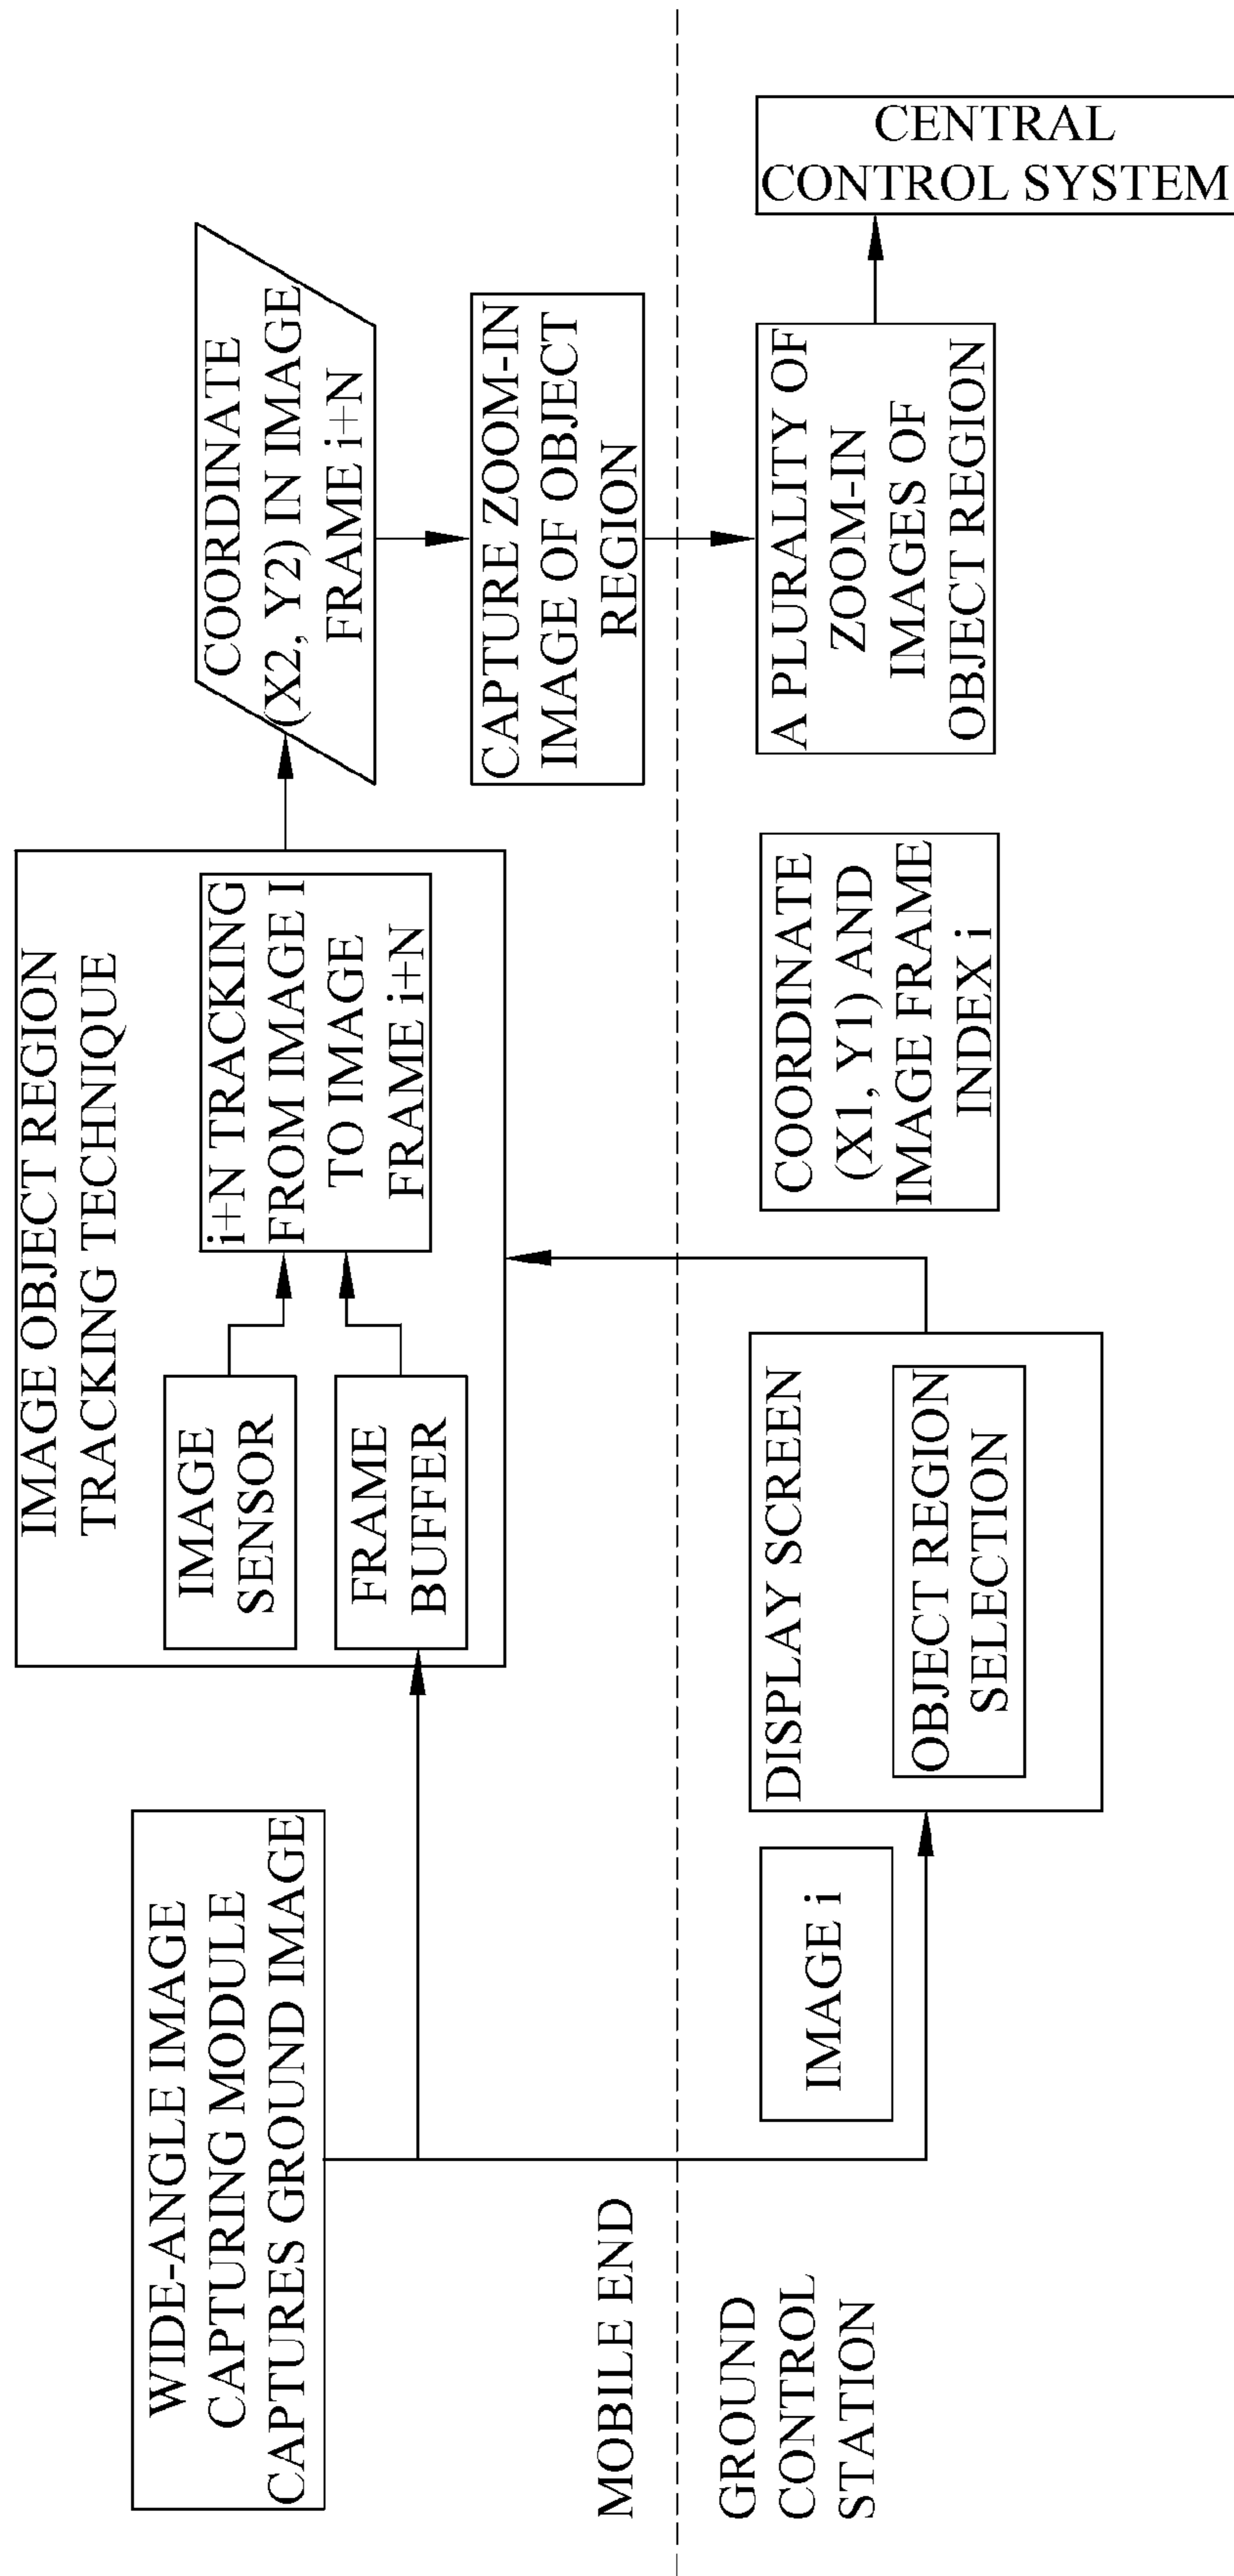 WIDE-ANGLE IMAGE
CAPTURING MODULE
CAPTURES GROUND IMAGE
IMAGE OBJECT REGION
TRACKING TECHNIQUE
IMAGE
SENSOR
FRAME
BUFFER
i+N TRACKING
FROM IMAGE I
TO IMAGE
FRAME i+N
COORDINATE
(X2, Y2) IN IMAGE
FRAME i+N
CAPTURE ZOOM-IN
IMAGE OF OBJECT
REGION
MOBILE END
GROUND
CONTROL
STATION
IMAGE i
DISPLAY SCREEN
OBJECT REGION
SELECTION
COORDINATE
(X1, Y1) AND
IMAGE FRAME
INDEX i
A PLURALITY OF
ZOOM-IN
IMAGES OF
OBJECT REGION
CENTRAL
CONTROL SYSTEM